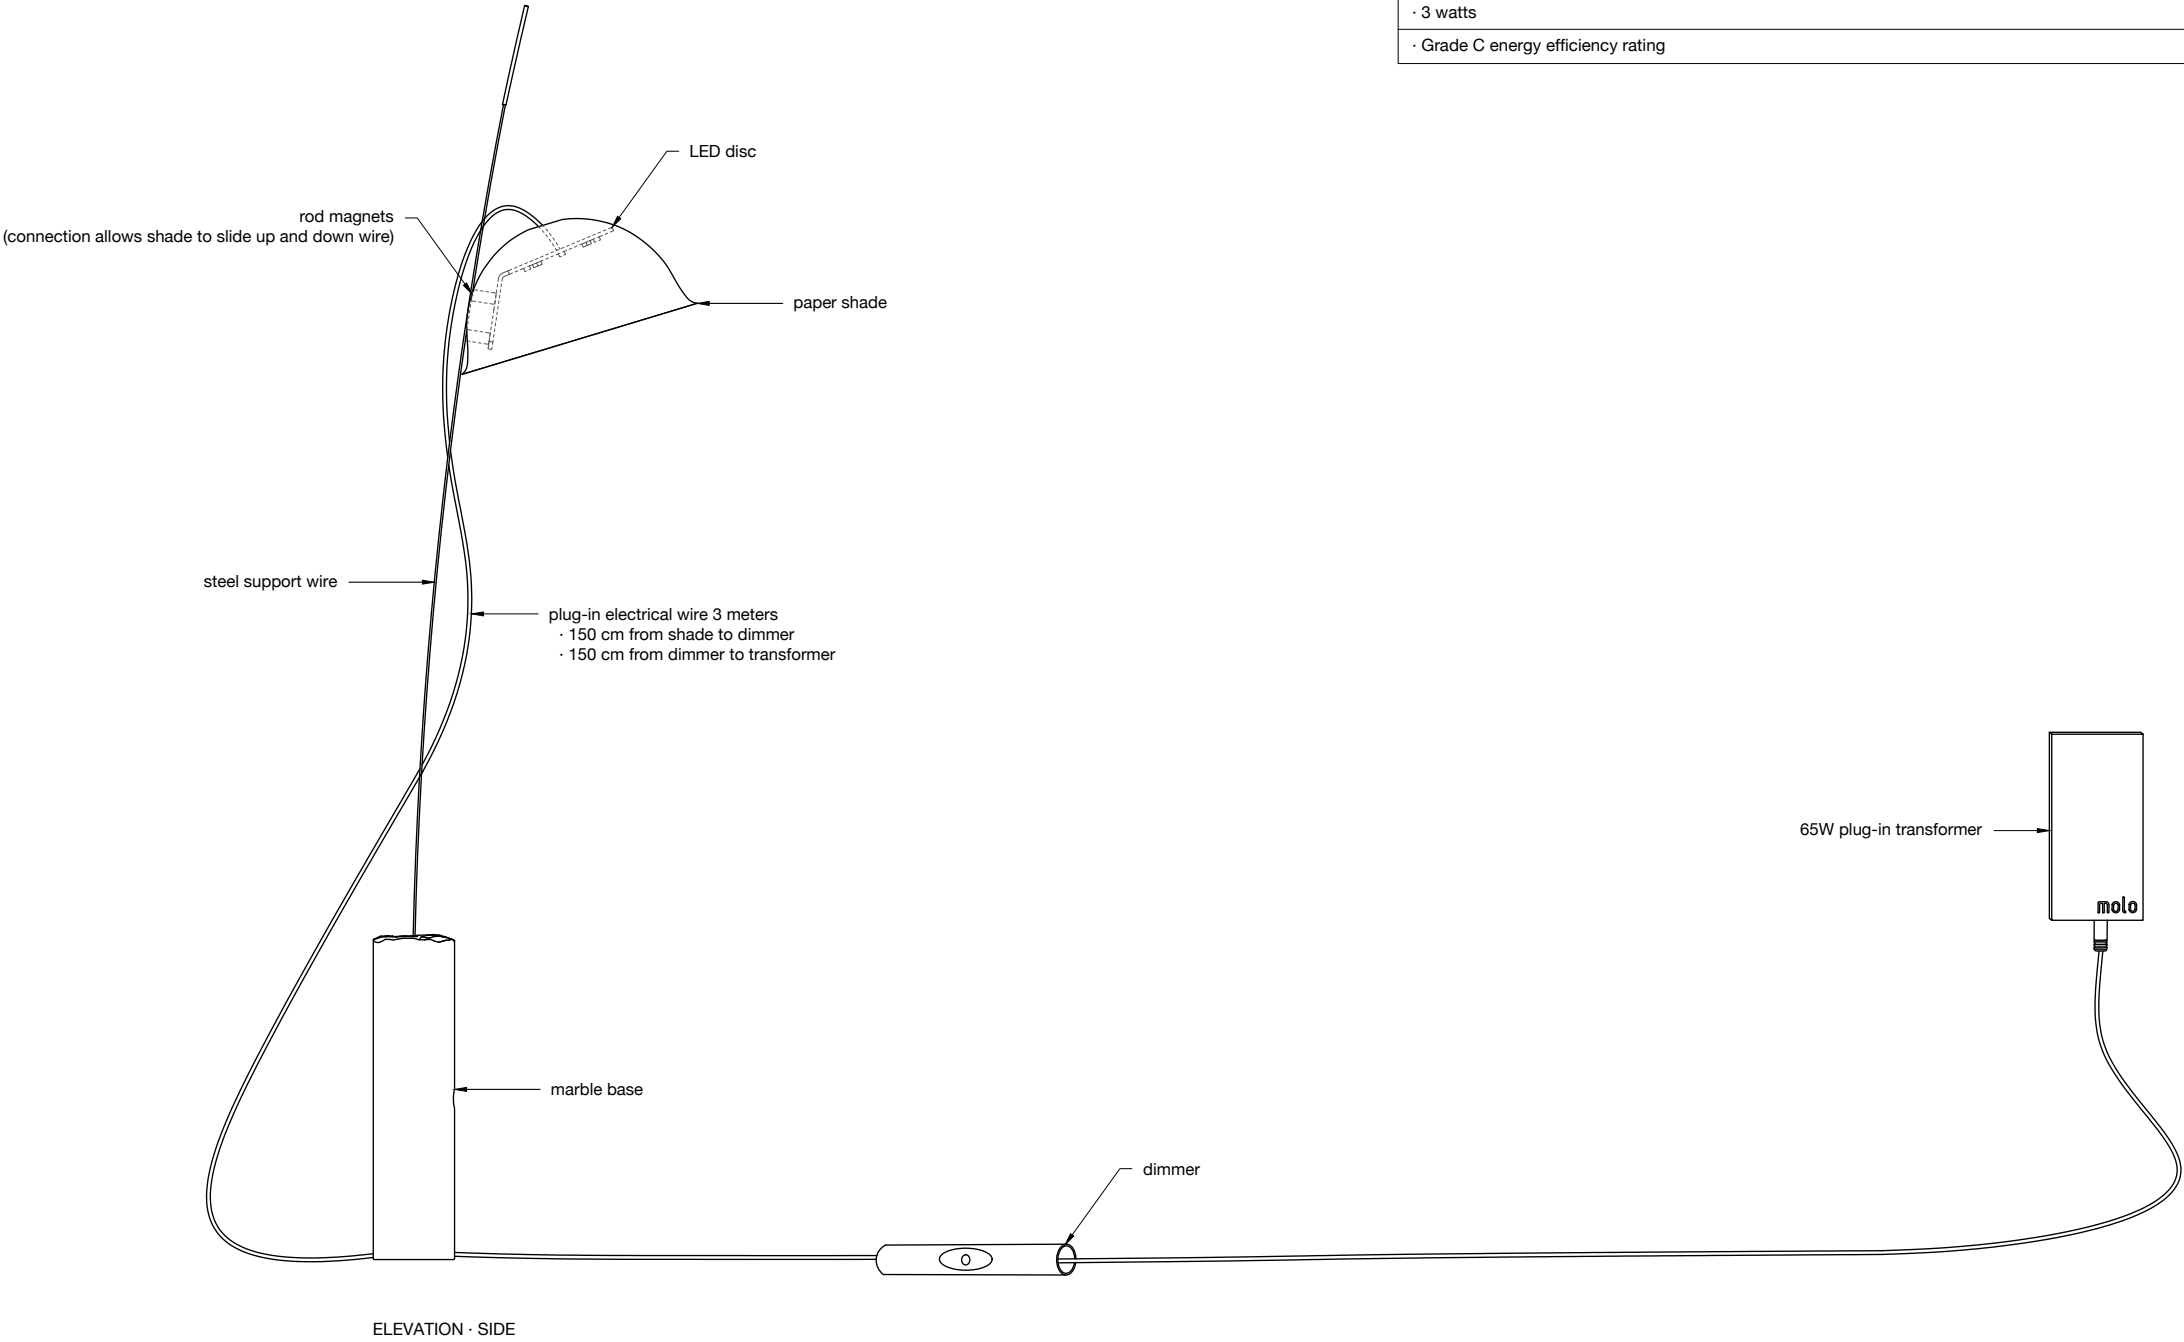 · 3 watts
· Grade C energy efficiency rating
LED disc
rod magnets
(connection allows shade to slide up and down wire)
paper shade
steel support wire
plug-in electrical wire 3 meters
· 150 cm from shade to dimmer
· 150 cm from dimmer to transformer
65W plug-in transformer
molo
marble base
dimmer
ELEVATION · SIDE